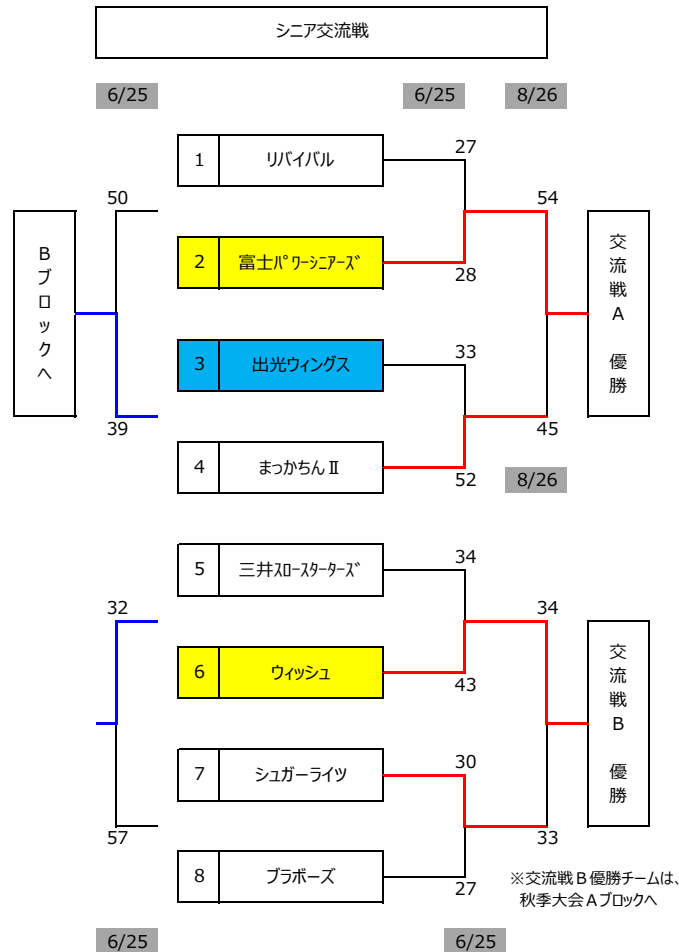 シニア交流戦
6/25
6/25
8/26
1 リバイバル
27
50
54
Bブロックへ
2 富士パワーシニアーズ
28
交流戦A 優勝
3 出光ウィングス
33
39
45
4 まっかちんⅡ
52
8/26
5 三井スロースターターズ
34
32
34
6 ウィッシュ
43
交流戦B 優勝
7 シュガーライツ
30
57
33
8 ブラボーズ
27
※交流戦B優勝チームは、
秋季大会Aブロックへ
6/25
6/25